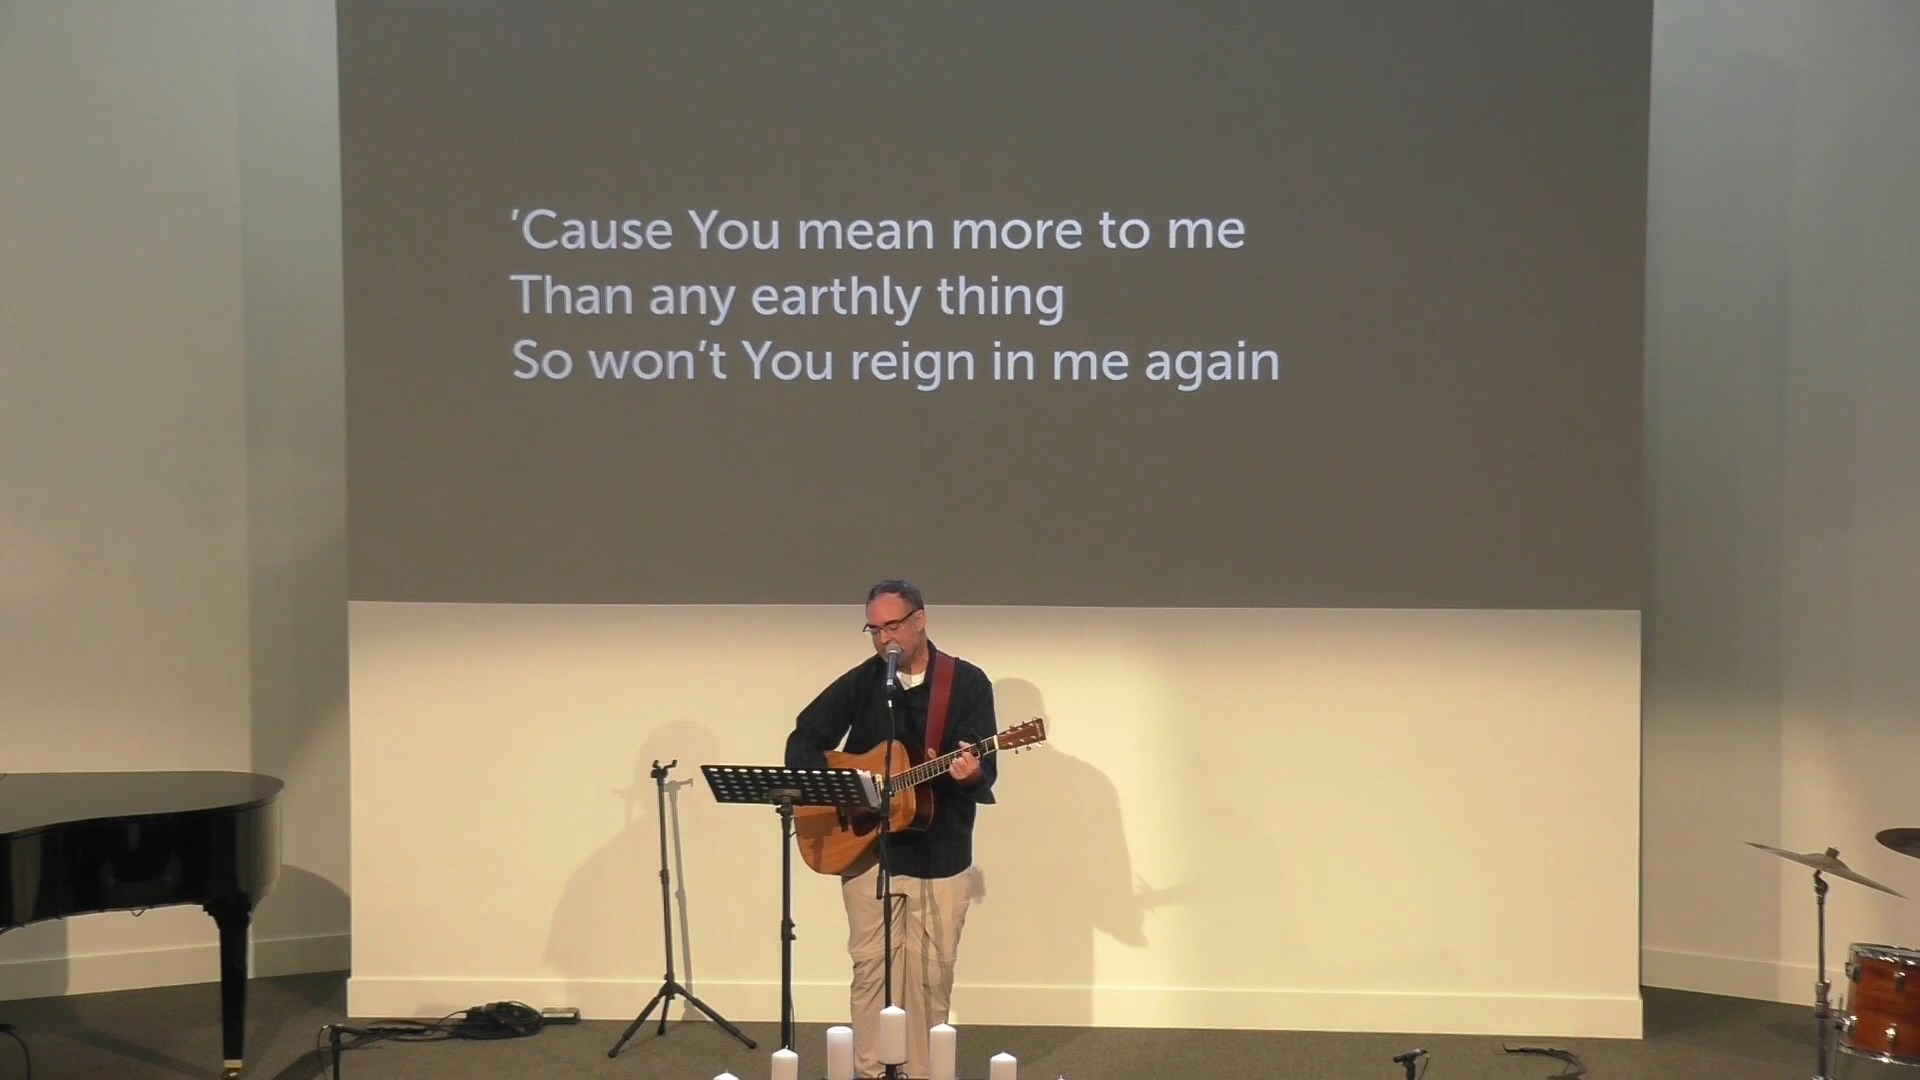 ’Cause You mean more to me
Than any earthly thing
So won’t You reign in me again